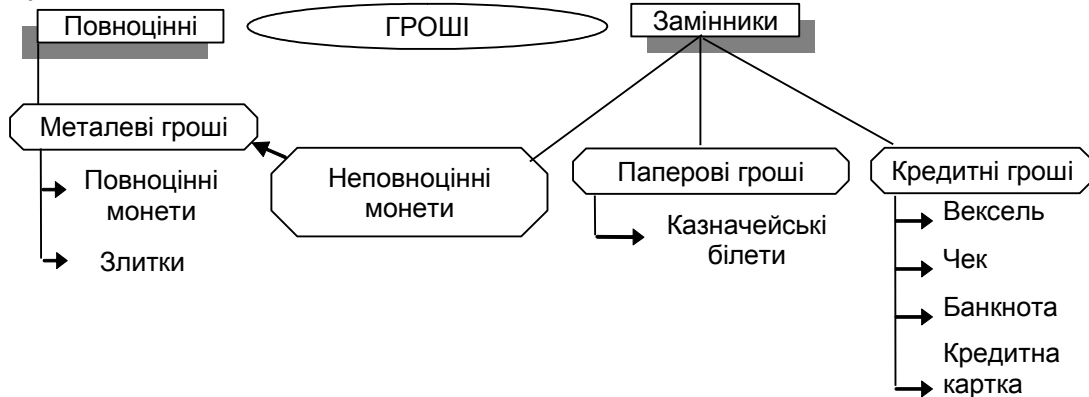 Повноцінні
ГРОШІ
Замінники
Металеві гроші
Повноцінні
монети
Злитки
Неповноцінні
монети
Паперові гроші
Казначейські
білети
Кредитні гроші
Вексель
Чек
Банкнота
Кредитна
картка